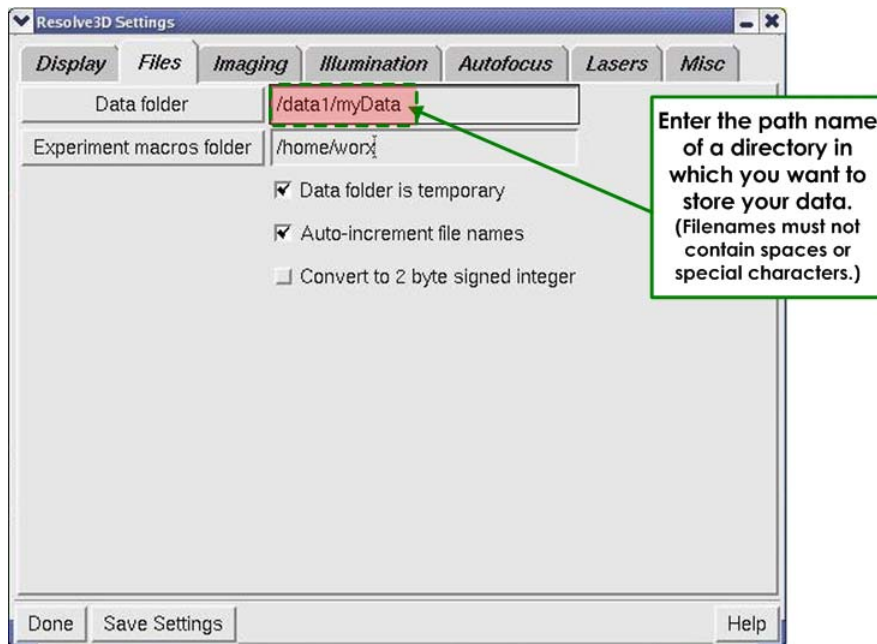 Resolve3D Settings
Display Files Imaging Illumination Autofocus Lasers Misc
Data folder /data1/myData
Experiment macros folder /home/worx
Data folder is temporary
Auto-increment file names
Convert to 2 byte signed integer
Enter the path name
of a directory in
which you want to
store your data.
(Filenames must not
contain spaces or
special characters.)
Done Save Settings Help